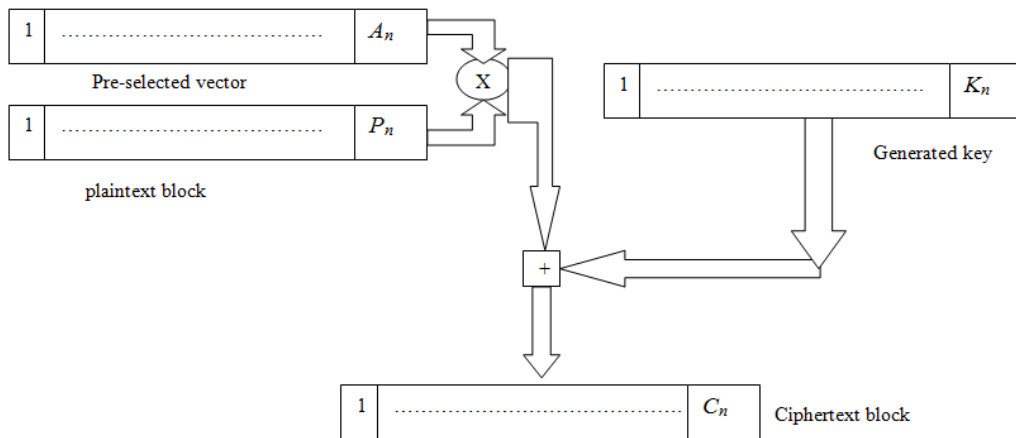 1 ........................................ Aₙ
Pre-selected vector
X
1 ........................................ Kₙ
1 ........................................ Pₙ
Generated key
plaintext block
+
1 ............................................ Cₙ
Ciphertext block